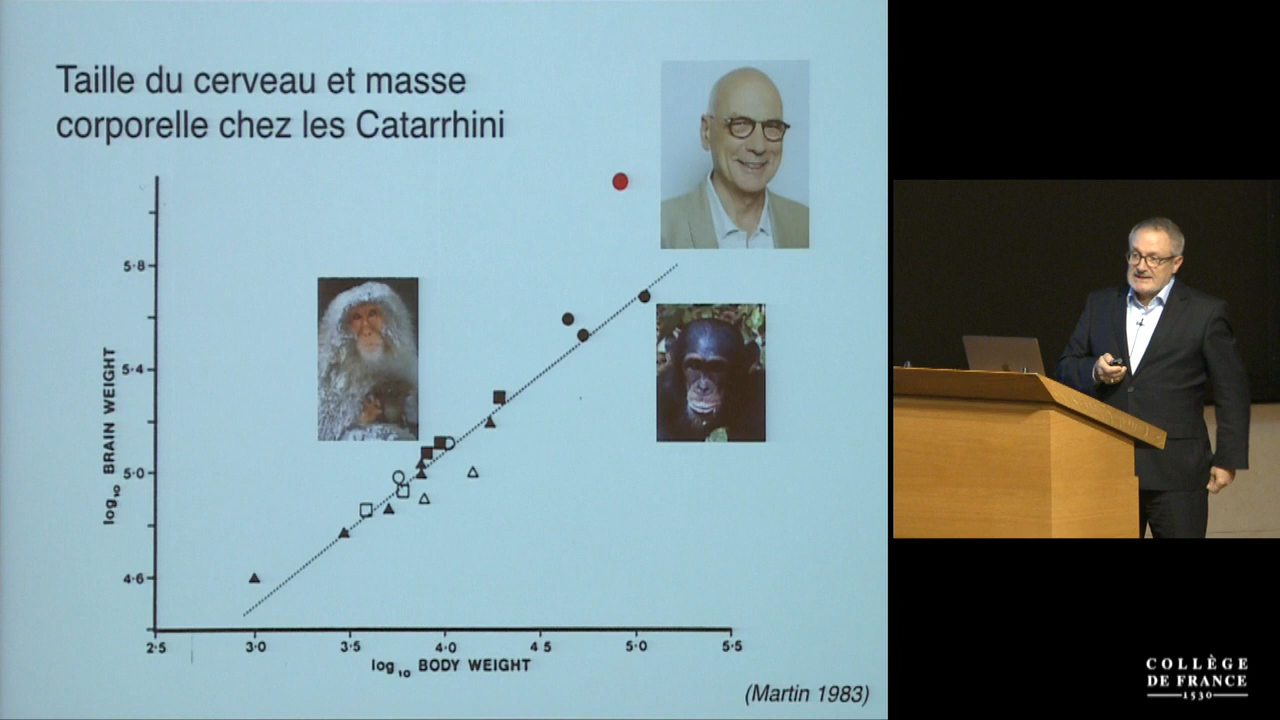 Taille du cerveau et masse
corporelle chez les Catarrhini
5·8
5·4
5·0
4·6
log10 BRAIN WEIGHT
2·5 3·0 3·5 4·0 4·5 5·0 5·5
log10 BODY WEIGHT
(Martin 1983)
COLLÈGE
DE FRANCE
1530